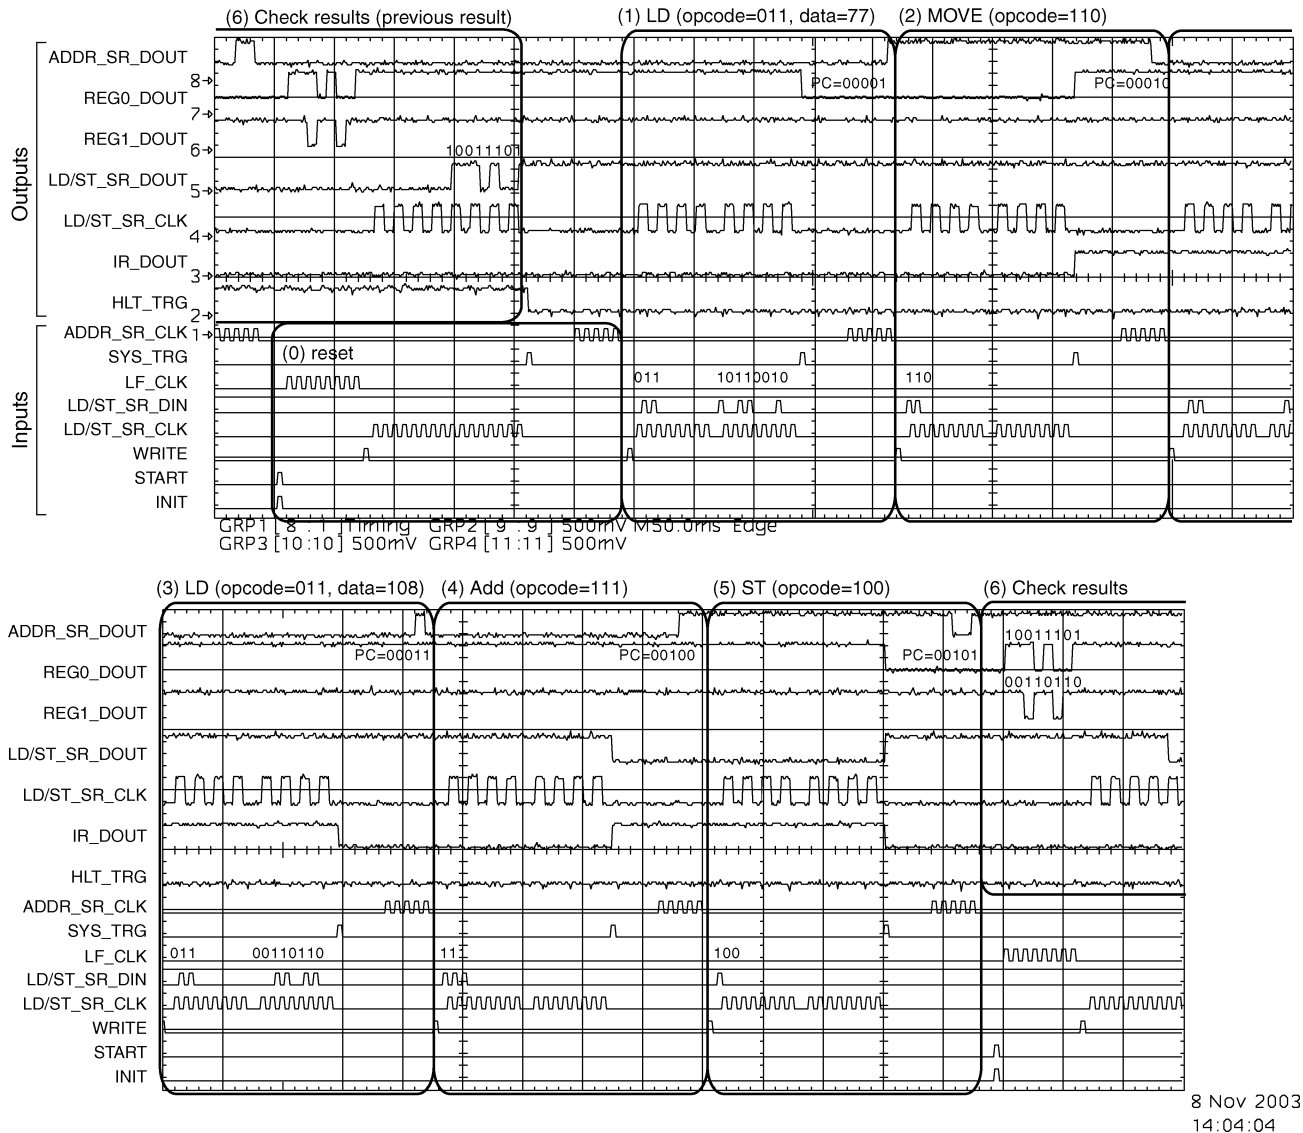 (6) Check results (previous result)
(1) LD (opcode=011, data=77)
(2) MOVE (opcode=110)
Outputs
ADDR_SR_DOUT
REG0_DOUT
REG1_DOUT
LD/ST_SR_DOUT
LD/ST_SR_CLK
IR_DOUT
HLT_TRG
8
7
6
5
4
3
2
1
PC=00001
PC=00010
10011101
Inputs
ADDR_SR_CLK
SYS_TRG
LF_CLK
LD/ST_SR_DIN
LD/ST_SR_CLK
WRITE
START
INIT
(0) reset
011
10110010
110
GRP1 [ 8 : 1 ] Timing GRP2 [ 9 : 9 ] 500mV M50.0ms Edge
GRP3 [10:10] 500mV GRP4 [11:11] 500mV
(3) LD (opcode=011, data=108)
(4) Add (opcode=111)
(5) ST (opcode=100)
(6) Check results
ADDR_SR_DOUT
REG0_DOUT
REG1_DOUT
LD/ST_SR_DOUT
LD/ST_SR_CLK
IR_DOUT
HLT_TRG
ADDR_SR_CLK
SYS_TRG
LF_CLK
LD/ST_SR_DIN
LD/ST_SR_CLK
WRITE
START
INIT
PC=00011
PC=00100
PC=00101
10011101
00110110
011
00110110
111
100
8 Nov 2003
14:04:04